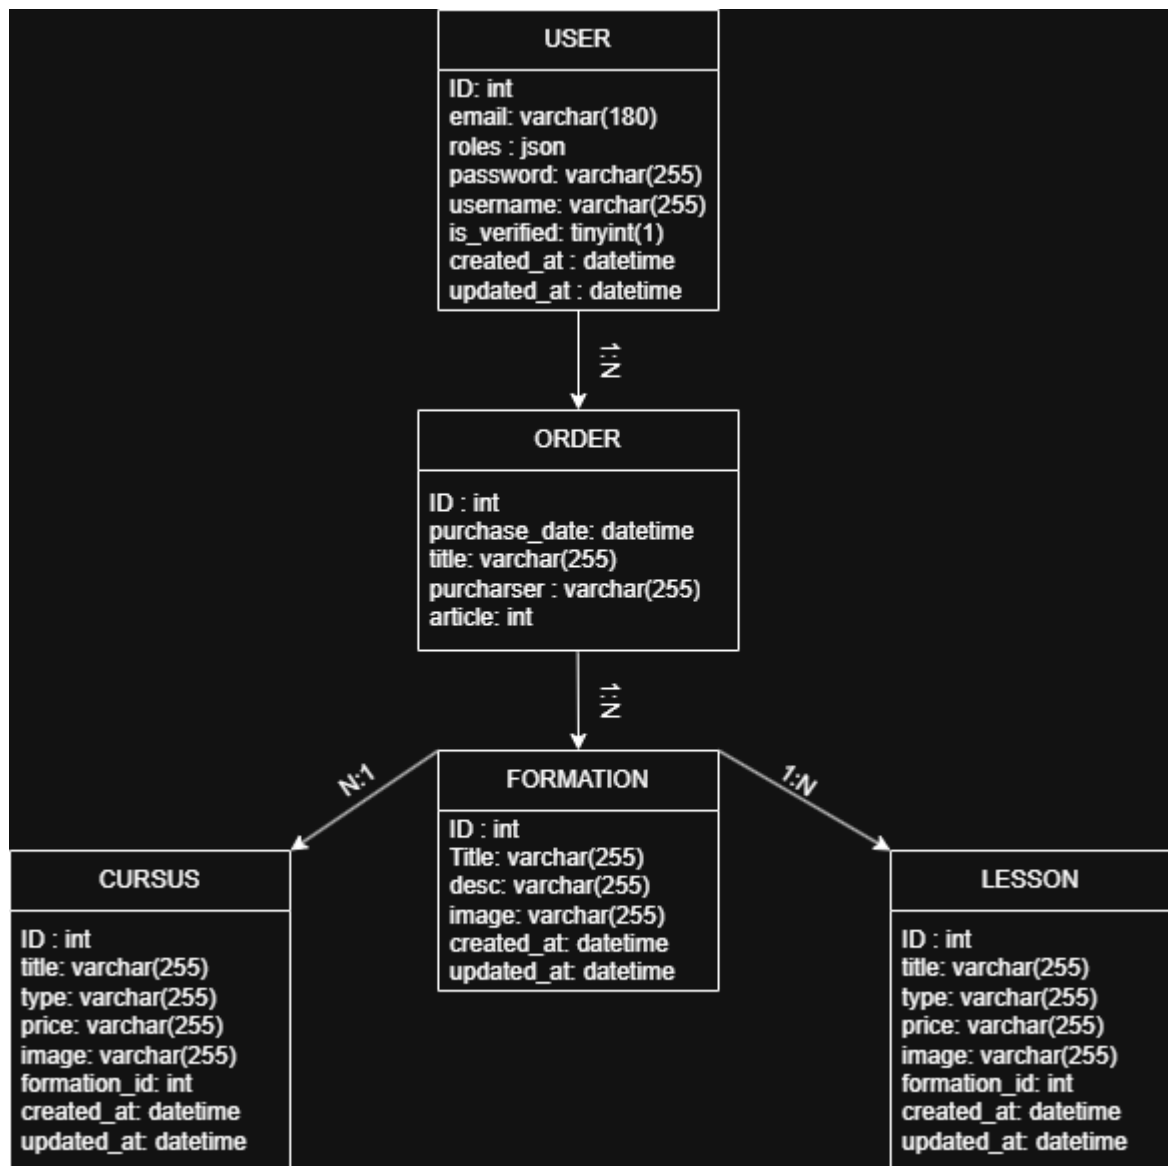 USER
ID: int
email: varchar(180)
roles : json
password: varchar(255)
username: varchar(255)
is_verified: tinyint(1)
created_at : datetime
updated_at : datetime
1:N
ORDER
ID : int
purchase_date: datetime
title: varchar(255)
purcharser : varchar(255)
article: int
1:N
N:1
1:N
FORMATION
ID : int
Title: varchar(255)
desc: varchar(255)
image: varchar(255)
created_at: datetime
updated_at: datetime
CURSUS
ID : int
title: varchar(255)
type: varchar(255)
price: varchar(255)
image: varchar(255)
formation_id: int
created_at: datetime
updated_at: datetime
LESSON
ID : int
title: varchar(255)
type: varchar(255)
price: varchar(255)
image: varchar(255)
formation_id: int
created_at: datetime
updated_at: datetime